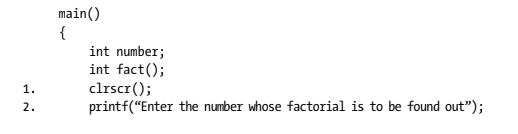 main()
{
int number;
int fact();
1. clrscr();
2. printf(“Enter the number whose factorial is to be found out”);